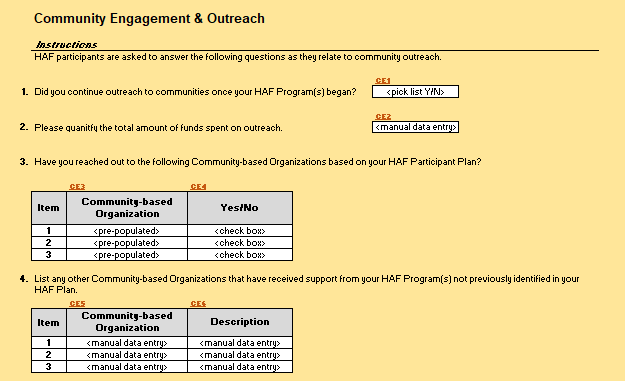 Community Engagement & Outreach
Instructions
HAF participants are asked to answer the following questions as they relate to community outreach.
CE1
1. Did you continue outreach to communities once your HAF Program(s) began? <pick list Y/N>
CE2
2. Please quanify the total amount of funds spent on outreach. <manual data entry>
3. Have you reached out to the following Community-based Organizations based on your HAF Participant Plan?
CE3 CE4
Item Community-based Organization Yes/No
1 <pre-populated> <check box>
2 <pre-populated> <check box>
3 <pre-populated> <check box>
4. List any other Community-based Organizations that have received support from your HAF Program(s) not previously identified in your
HAF Plan.
CE5 CE6
Item Community-based Organization Description
1 <manual data entry> <manual data entry>
2 <manual data entry> <manual data entry>
3 <manual data entry> <manual data entry>